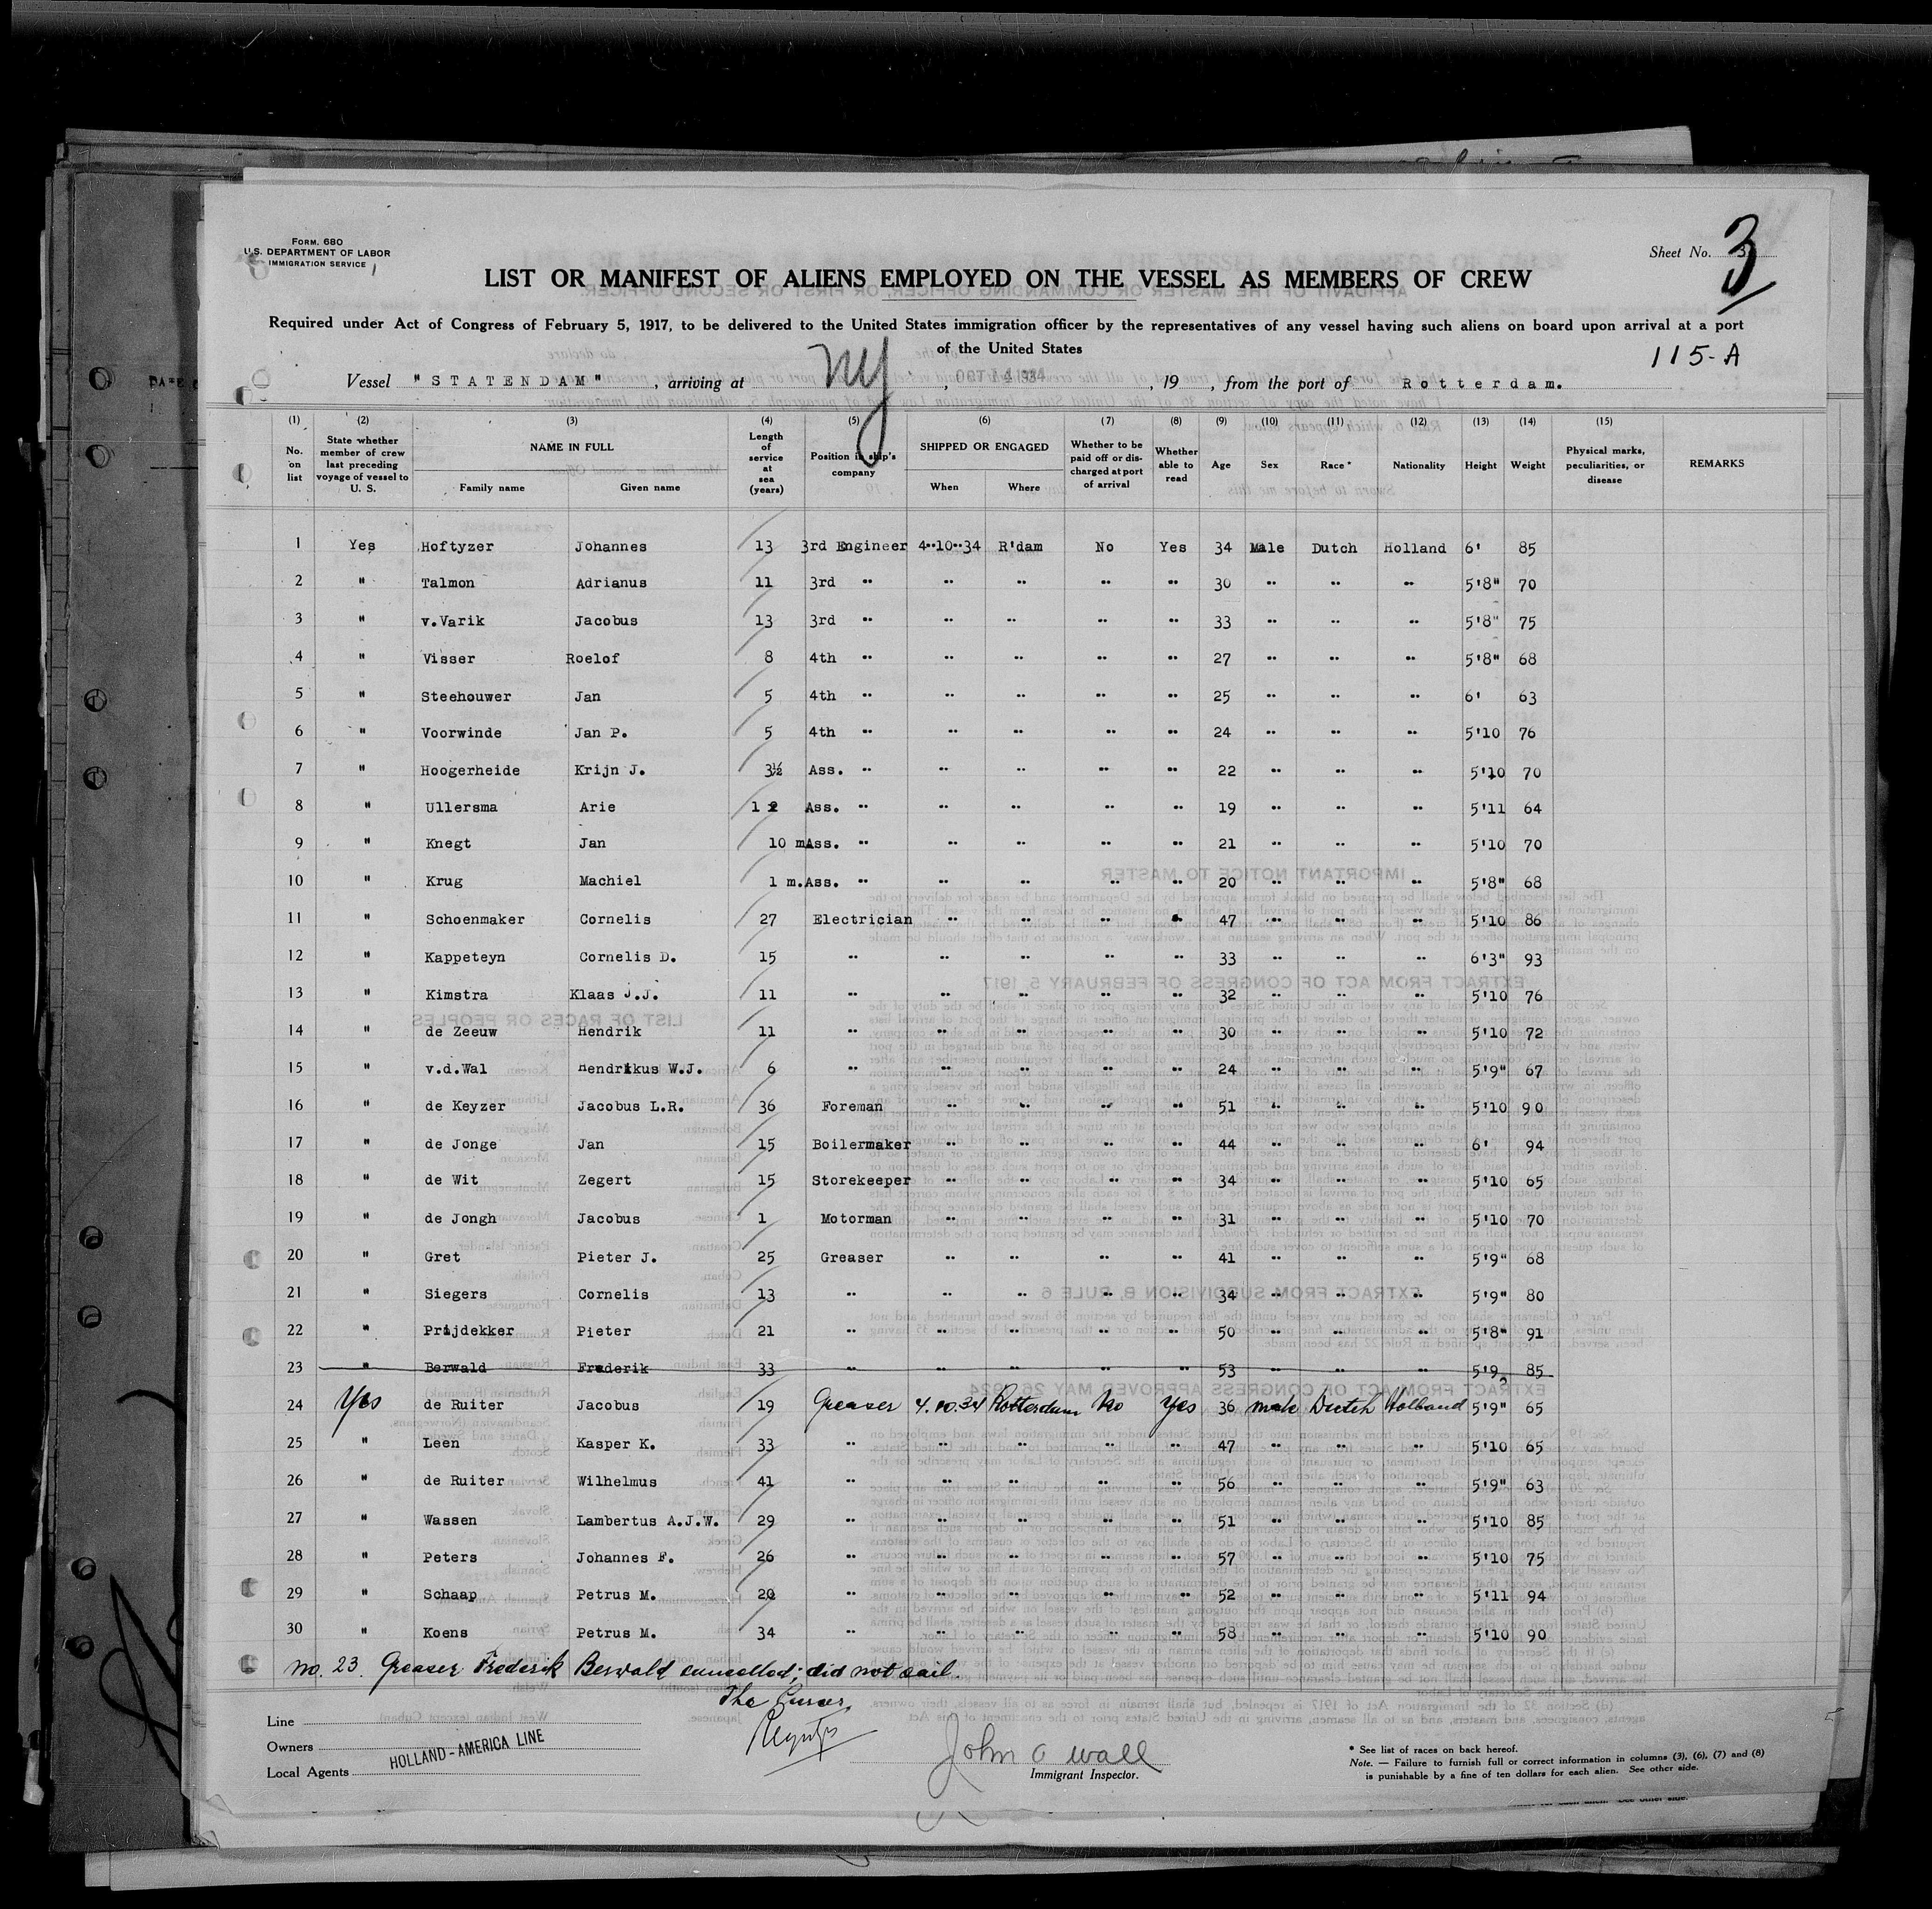 Form. 680
U.S. DEPARTMENT OF LABOR
IMMIGRATION SERVICE
Sheet No. 3
3
LIST OR MANIFEST OF ALIENS EMPLOYED ON THE VESSEL AS MEMBERS OF CREW
Required under Act of Congress of February 5, 1917, to be delivered to the United States immigration officer by the representatives of any vessel having such aliens on board upon arrival at a port
of the United States
115-A
Vessel "STATENDAM", arriving at NY, OCT 14 1934, 19 , from the port of Rotterdam.
(1) (2) (3) (4) (5) (6) (7) (8) (9) (10) (11) (12) (13) (14) (15)
No. on list State whether member of crew last preceding voyage of vessel to U. S. NAME IN FULL Family name Given name Length of service at sea (years) Position in ship's company SHIPPED OR ENGAGED When Where Whether to be paid off or discharged at port of arrival Whether able to read Age Sex Race * Nationality Height Weight Physical marks, peculiarities, or disease REMARKS
1 Yes Hoftyzer Johannes 13 3rd Engineer 4"10"34 R'dam No Yes 34 Male Dutch Holland 6' 85
2 " Talmon Adrianus 11 3rd " " " " " 30 " " " 5'8" 70
3 " v.Varik Jacobus 13 3rd " " " " " 33 " " " 5'8" 75
4 " Visser Roelof 8 4th " " " " " 27 " " " 5'8" 68
5 " Steehouwer Jan 5 4th " " " " " 25 " " " 6' 63
6 " Voorwinde Jan P. 5 4th " " " " " 24 " " " 5'10 76
7 " Hoogerheide Krijn J. 3½ Ass. " " " " " 22 " " " 5'10 70
8 " Ullersma Arie 1 2 Ass. " " " " " 19 " " " 5'11 64
9 " Knegt Jan 10 m Ass. " " " " " 21 " " " 5'10 70
10 " Krug Machiel 1 m. Ass. " " " " " 20 " " " 5'8" 68
11 " Schoenmaker Cornelis 27 Electrician " " " " 47 " " " 5'10 86
12 " Kappeteyn Cornelis D. 15 " " " " " 33 " " " 6'3" 93
13 " Kimstra Klaas J.J. 11 " " " " " 32 " " " 5'10 76
14 " de Zeeuw Hendrik 11 " " " " " 30 " " " 5'10 72
15 " v.d.Wal Hendrikus W.J. 6 " " " " " 24 " " " 5'9" 67
16 " de Keyzer Jacobus L.R. 36 Foreman " " " " 51 " " " 5'10 90
17 " de Jonge Jan 15 Boilermaker " " " " 44 " " " 6' 94
18 " de Wit Zegert 15 Storekeeper " " " " 34 " " " 5'10 65
19 " de Jongh Jacobus 1 Motorman " " " " 31 " " " 5'10 70
20 " Gret Pieter J. 25 Greaser " " " " 41 " " " 5'9" 68
21 " Siegers Cornelis 13 " " " " " 34 " " " 5'9" 80
22 " Prijdekker Pieter 21 " " " " " 50 " " " 5'8" 91
23 " Berwald Frederik 33 " " " " " 53 " " " 5'9 85
24 Yes de Ruiter Jacobus 19 Greaser 4.10.34 Rotterdam No Yes 36 male Dutch Holland 5'9" 65
25 " Leen Kasper K. 33 " " " " " 47 " " " 5'10 65
26 " de Ruiter Wilhelmus 41 " " " " " 56 " " " 5'9" 63
27 " Wassen Lambertus A.J.W. 29 " " " " " 51 " " " 5'10 85
28 " Peters Johannes F. 26 " " " " " 57 " " " 5'10 75
29 " Schaap Petrus M. 20 " " " " " 52 " " " 5'11 94
30 " Koens Petrus M. 34 " " " " " 58 " " " 5'10 90
no. 23. Greaser Frederik Berwald cancelled; did not sail.
The Purser
Line
Owners
HOLLAND-AMERICA LINE
Local Agents
John O Wall
Immigrant Inspector.
* See list of races on back hereof.
Note. — Failure to furnish full or correct information in columns (3), (6), (7) and (8)
is punishable by a fine of ten dollars for each alien. See other side.